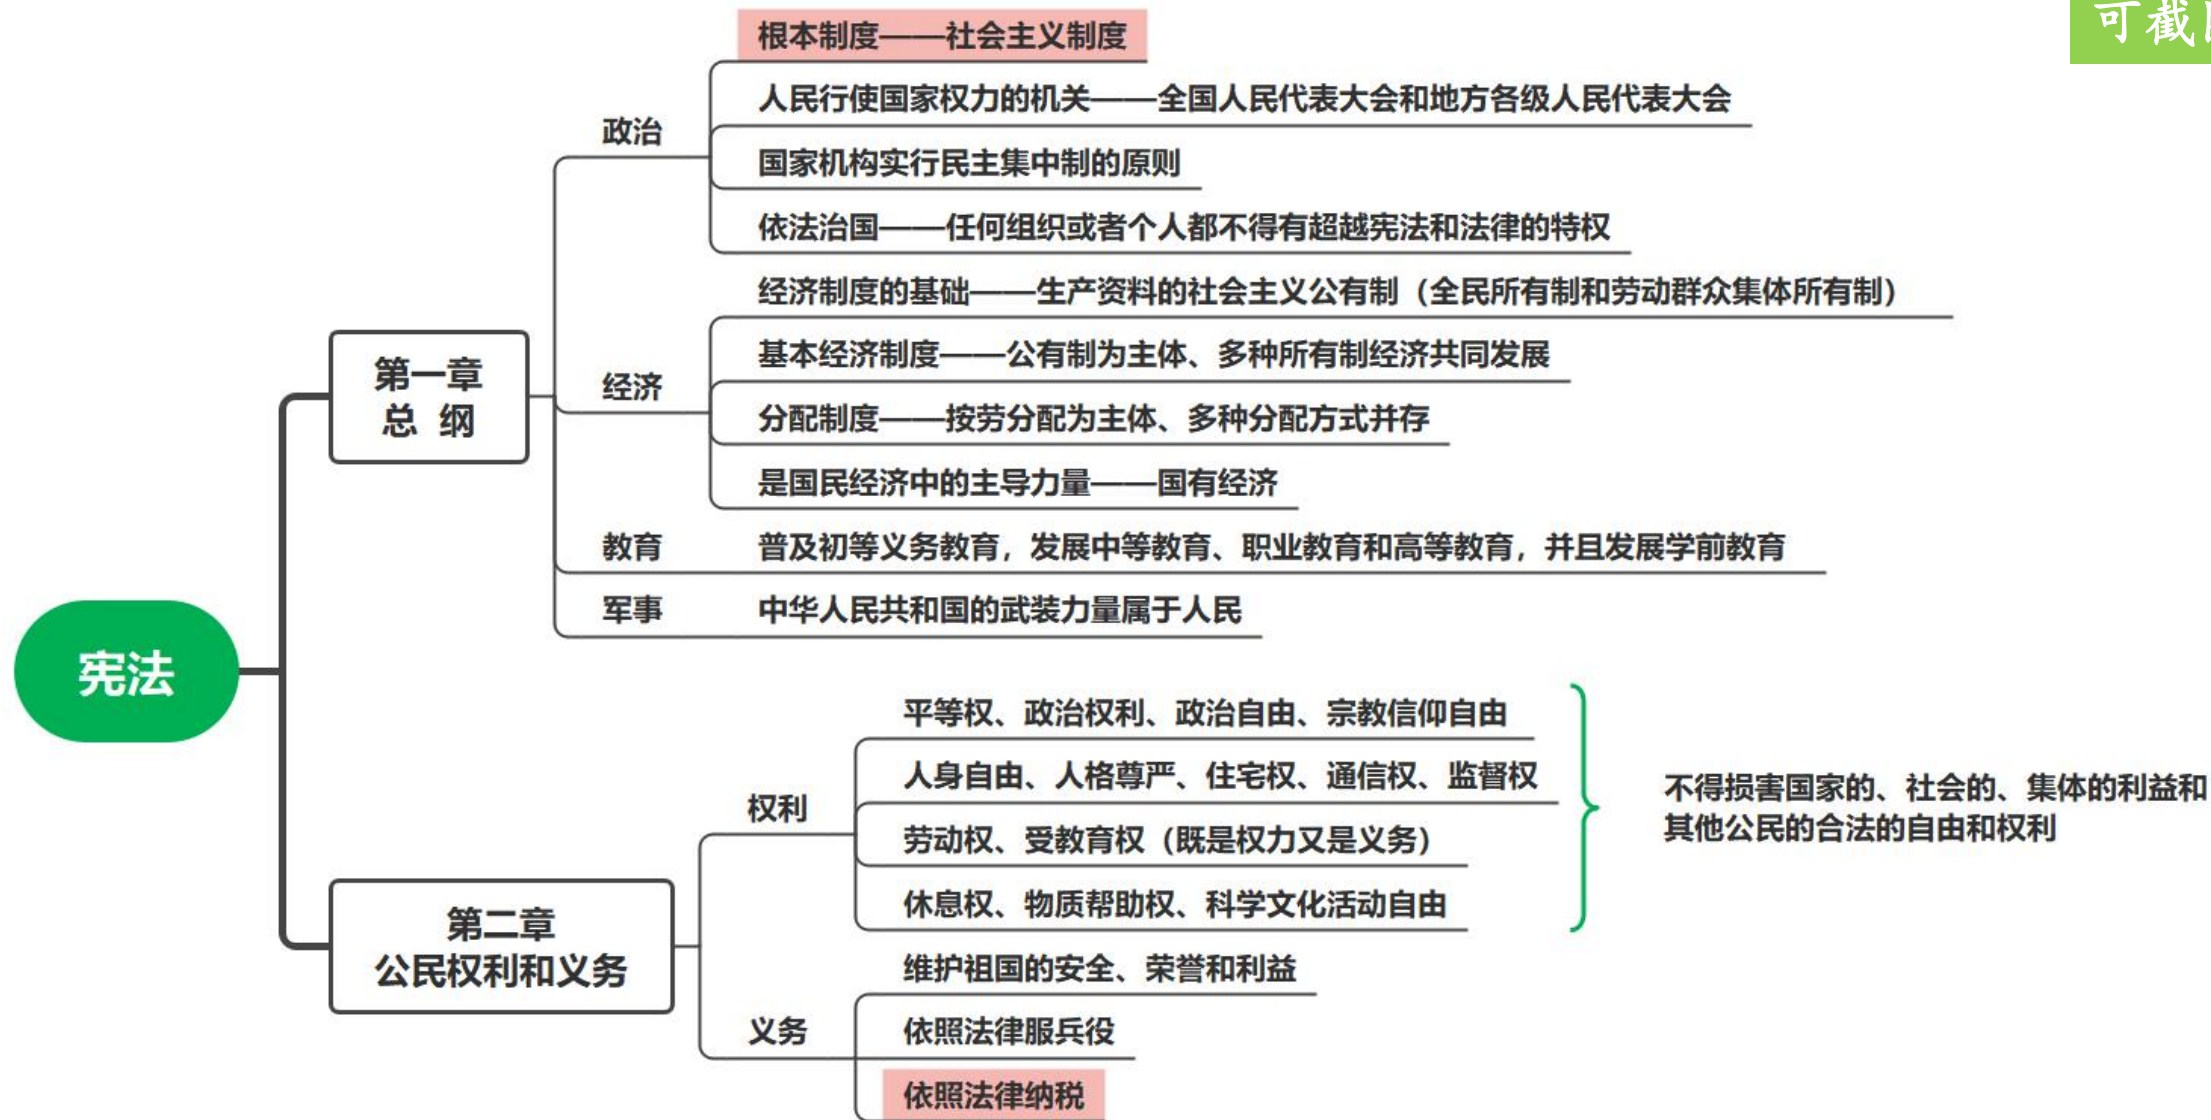 可截
根本制度——社会主义制度
人民行使国家权力的机关——全国人民代表大会和地方各级人民代表大会
政治
国家机构实行民主集中制的原则
依法治国——任何组织或者个人都不得有超越宪法和法律的特权
经济制度的基础——生产资料的社会主义公有制（全民所有制和劳动群众集体所有制）
第一章
总 纲
基本经济制度——公有制为主体、多种所有制经济共同发展
经济
分配制度——按劳分配为主体、多种分配方式并存
是国民经济中的主导力量——国有经济
教育 普及初等义务教育，发展中等教育、职业教育和高等教育，并且发展学前教育
军事 中华人民共和国的武装力量属于人民
宪法
平等权、政治权利、政治自由、宗教信仰自由
人身自由、人格尊严、住宅权、通信权、监督权
权利
劳动权、受教育权（既是权力又是义务）
休息权、物质帮助权、科学文化活动自由
不得损害国家的、社会的、集体的利益和
其他公民的合法的自由和权利
第二章
公民权利和义务
维护祖国的安全、荣誉和利益
义务
依照法律服兵役
依照法律纳税